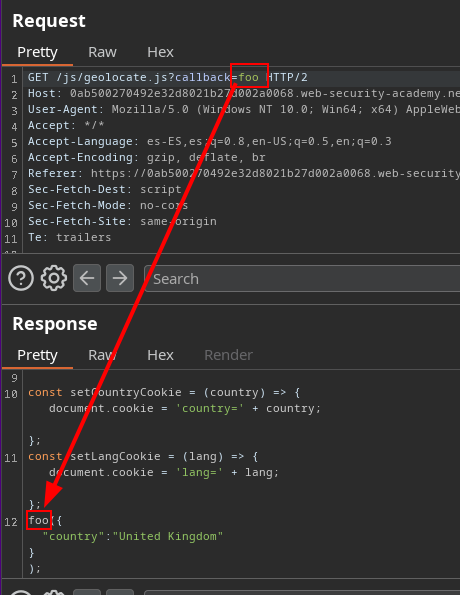 Request
Pretty Raw Hex
1 GET /js/geolocate.js?callback=foo HTTP/2
2 Host: 0ab500270492e32d8021b27d002a0068.web-security-academy.ne
3 User-Agent: Mozilla/5.0 (Windows NT 10.0; Win64; x64) AppleWeb
4 Accept: */*
5 Accept-Language: es-ES,es;q=0.8,en-US;q=0.5,en;q=0.3
6 Accept-Encoding: gzip, deflate, br
7 Referer: https://0ab500270492e32d8021b27d002a0068.web-security
8 Sec-Fetch-Dest: script
9 Sec-Fetch-Mode: no-cors
10 Sec-Fetch-Site: same-origin
11 Te: trailers
Search
Response
Pretty Raw Hex Render
9
10 const setCountryCookie = (country) => {
document.cookie = 'country=' + country;
};
11 const setLangCookie = (lang) => {
document.cookie = 'lang=' + lang;
};
12 foo({
"country":"United Kingdom"
}
);